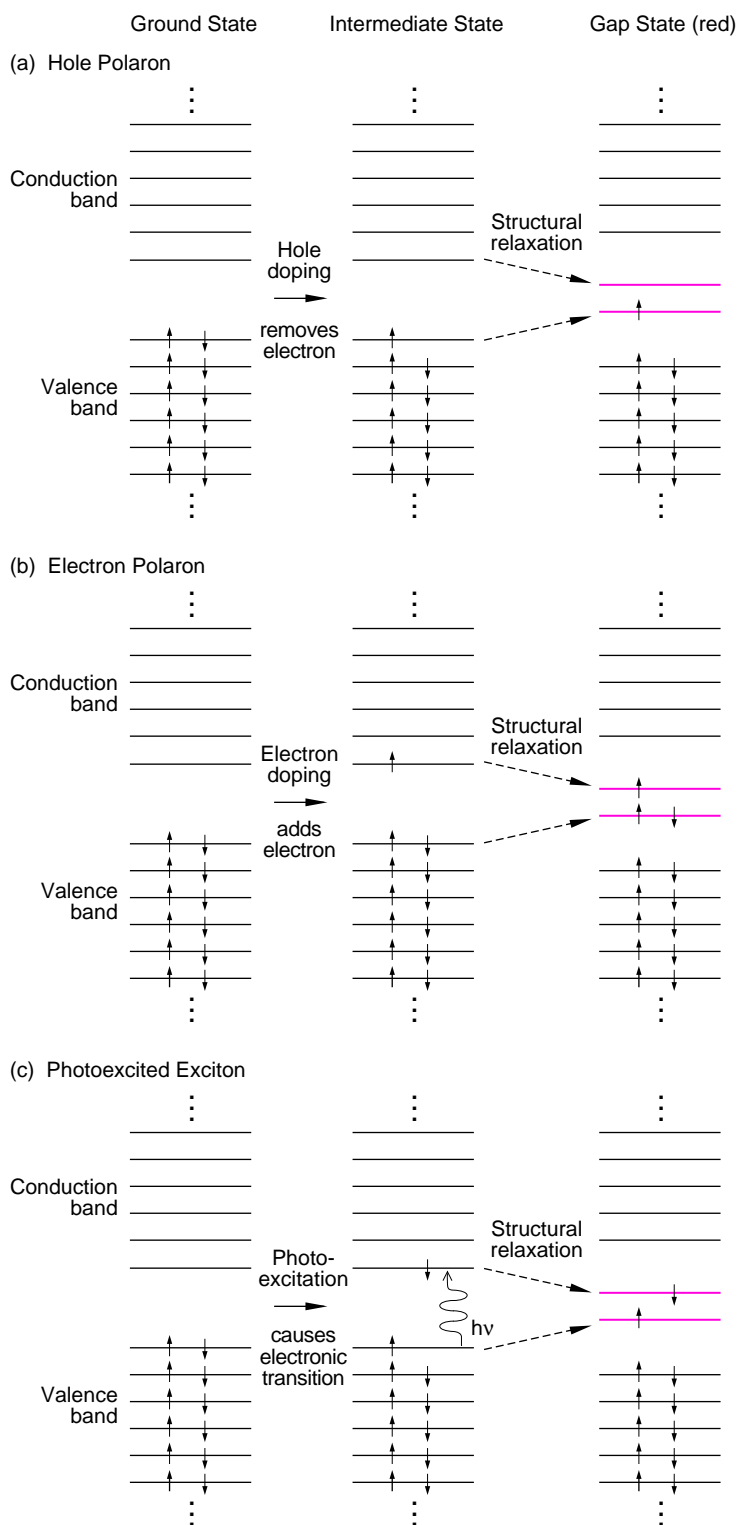 Ground State
Intermediate State
Gap State (red)
(a) Hole Polaron
Conduction
band
Hole
doping
removes
electron
Structural
relaxation
Valence
band
(b) Electron Polaron
Conduction
band
Electron
doping
adds
electron
Structural
relaxation
Valence
band
(c) Photoexcited Exciton
Conduction
band
Photo-
excitation
causes
electronic
transition
hν
Structural
relaxation
Valence
band